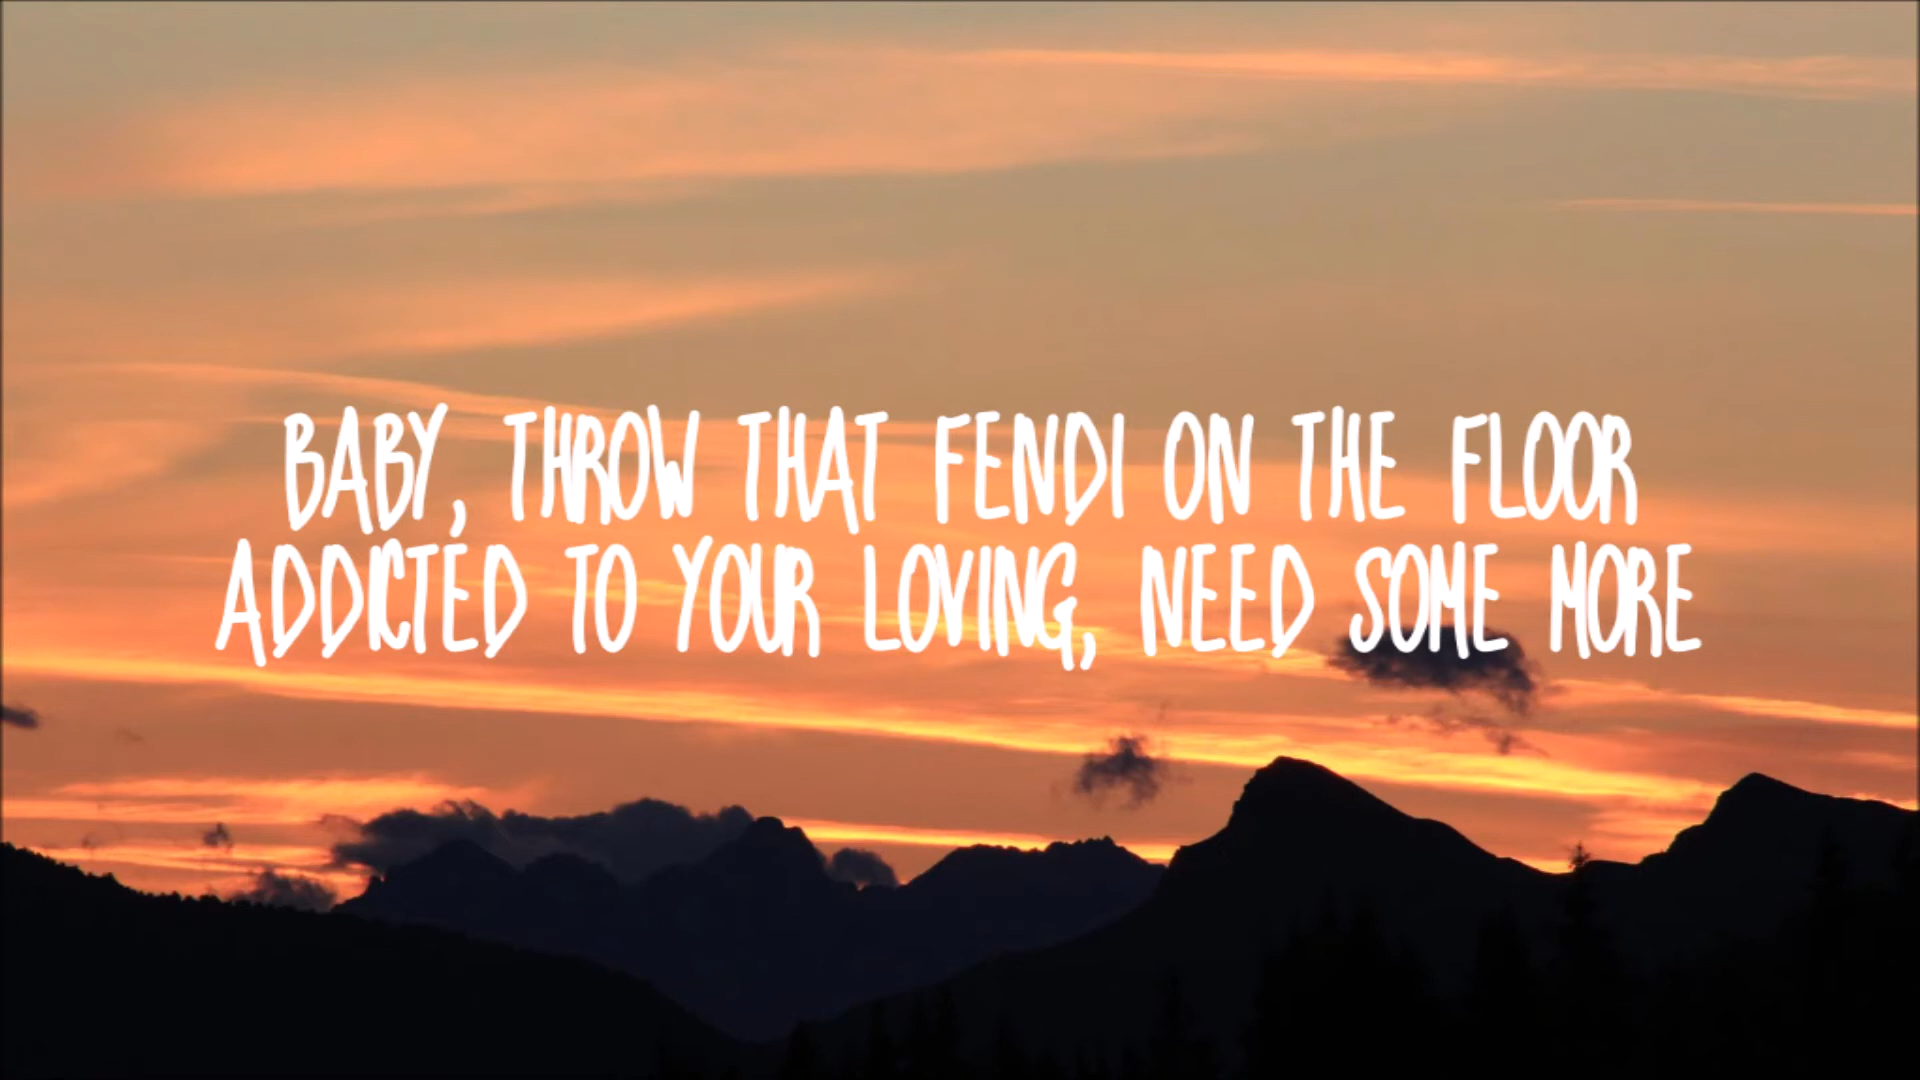 BABY, THROW THAT FENDI ON THE FLOOR
ADDICTED TO YOUR LOVING, NEED SOME MORE